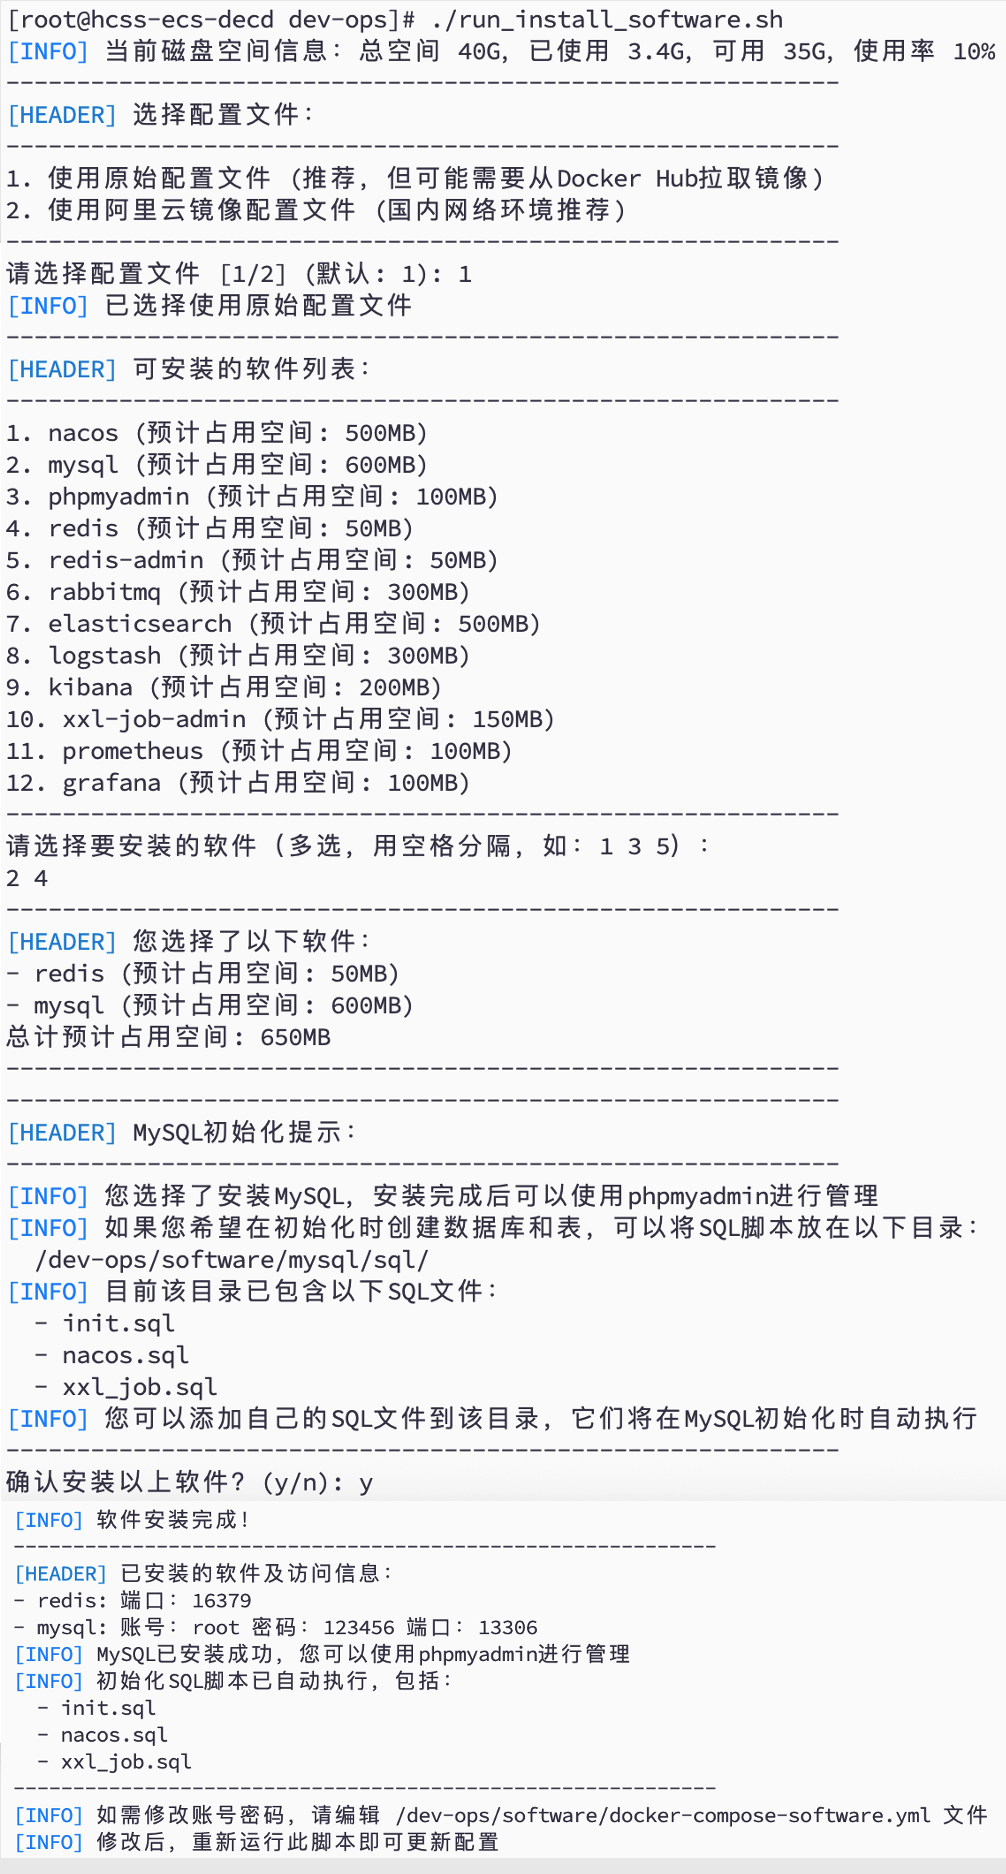 [root@hcss-ecs-decd dev-ops]# ./run_install_software.sh
[INFO] 当前磁盘空间信息: 总空间 40G, 已使用 3.4G, 可用 35G, 使用率 10%
-----------------------------------------------------------
[HEADER] 选择配置文件:
-----------------------------------------------------------
1. 使用原始配置文件 (推荐, 但可能需要从Docker Hub拉取镜像)
2. 使用阿里云镜像配置文件 (国内网络环境推荐)
-----------------------------------------------------------
请选择配置文件 [1/2] (默认: 1): 1
[INFO] 已选择使用原始配置文件
-----------------------------------------------------------
[HEADER] 可安装的软件列表:
-----------------------------------------------------------
1. nacos (预计占用空间: 500MB)
2. mysql (预计占用空间: 600MB)
3. phpmyadmin (预计占用空间: 100MB)
4. redis (预计占用空间: 50MB)
5. redis-admin (预计占用空间: 50MB)
6. rabbitmq (预计占用空间: 300MB)
7. elasticsearch (预计占用空间: 500MB)
8. logstash (预计占用空间: 300MB)
9. kibana (预计占用空间: 200MB)
10. xxl-job-admin (预计占用空间: 150MB)
11. prometheus (预计占用空间: 100MB)
12. grafana (预计占用空间: 100MB)
-----------------------------------------------------------
请选择要安装的软件（多选, 用空格分隔, 如: 1 3 5）:
2 4
-----------------------------------------------------------
[HEADER] 您选择了以下软件:
- redis (预计占用空间: 50MB)
- mysql (预计占用空间: 600MB)
总计预计占用空间: 650MB
-----------------------------------------------------------
-----------------------------------------------------------
[HEADER] MySQL初始化提示:
-----------------------------------------------------------
[INFO] 您选择了安装MySQL, 安装完成后可以使用phpmyadmin进行管理
[INFO] 如果您希望在初始化时创建数据库和表, 可以将SQL脚本放在以下目录:
/dev-ops/software/mysql/sql/
[INFO] 目前该目录已包含以下SQL文件:
- init.sql
- nacos.sql
- xxl_job.sql
[INFO] 您可以添加自己的SQL文件到该目录, 它们将在MySQL初始化时自动执行
-----------------------------------------------------------
确认安装以上软件? (y/n): y
[INFO] 软件安装完成!
-----------------------------------------------------------
[HEADER] 已安装的软件及访问信息:
- redis: 端口: 16379
- mysql: 账号: root 密码: 123456 端口: 13306
[INFO] MySQL已安装成功, 您可以使用phpmyadmin进行管理
[INFO] 初始化SQL脚本已自动执行, 包括:
- init.sql
- nacos.sql
- xxl_job.sql
-----------------------------------------------------------
[INFO] 如需修改账号密码, 请编辑 /dev-ops/software/docker-compose-software.yml 文件
[INFO] 修改后, 重新运行此脚本即可更新配置